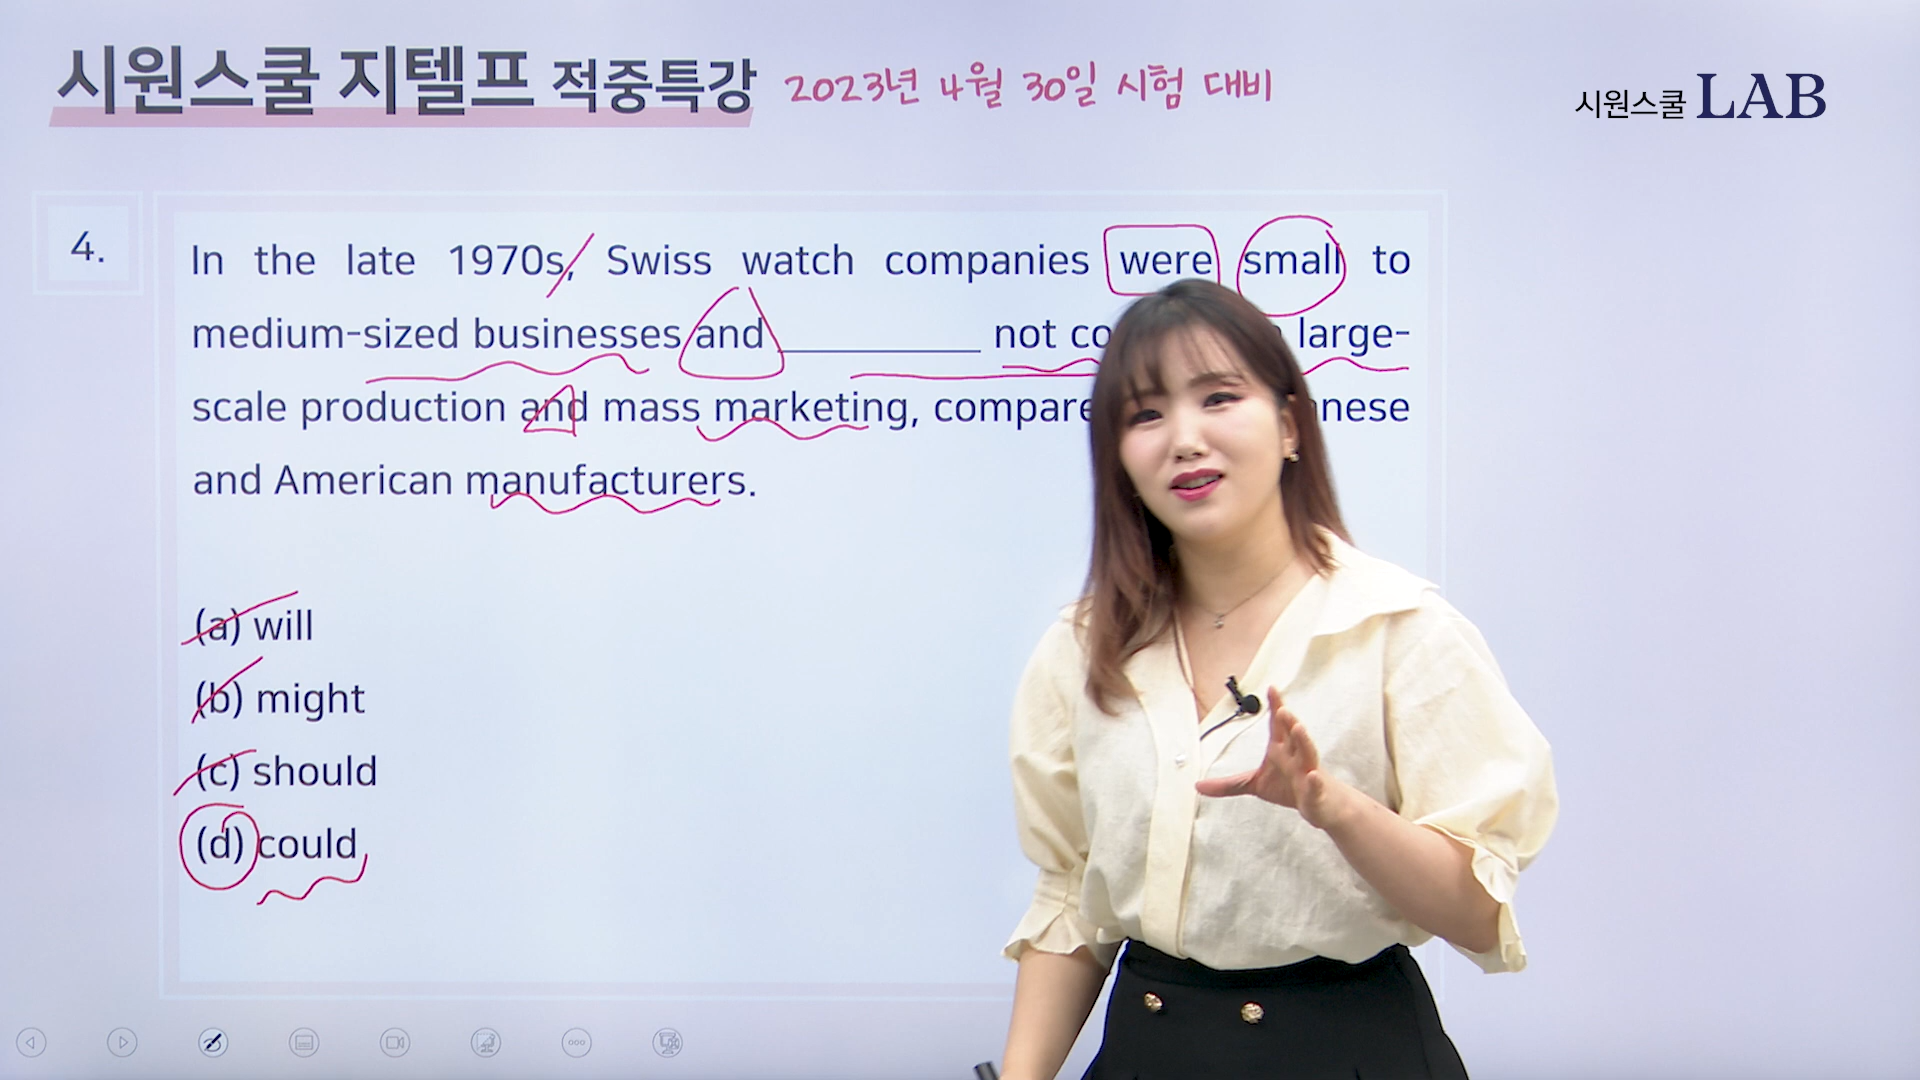 시원스쿨 지텔프 적중특강 2023년 4월 30일 시험 대비
시원스쿨 LAB
4.
In the late 1970s, Swiss watch companies were small to
medium-sized businesses and __________ not co large-
scale production and mass marketing, compare nese
and American manufacturers.
(a) will
(b) might
(c) should
(d) could